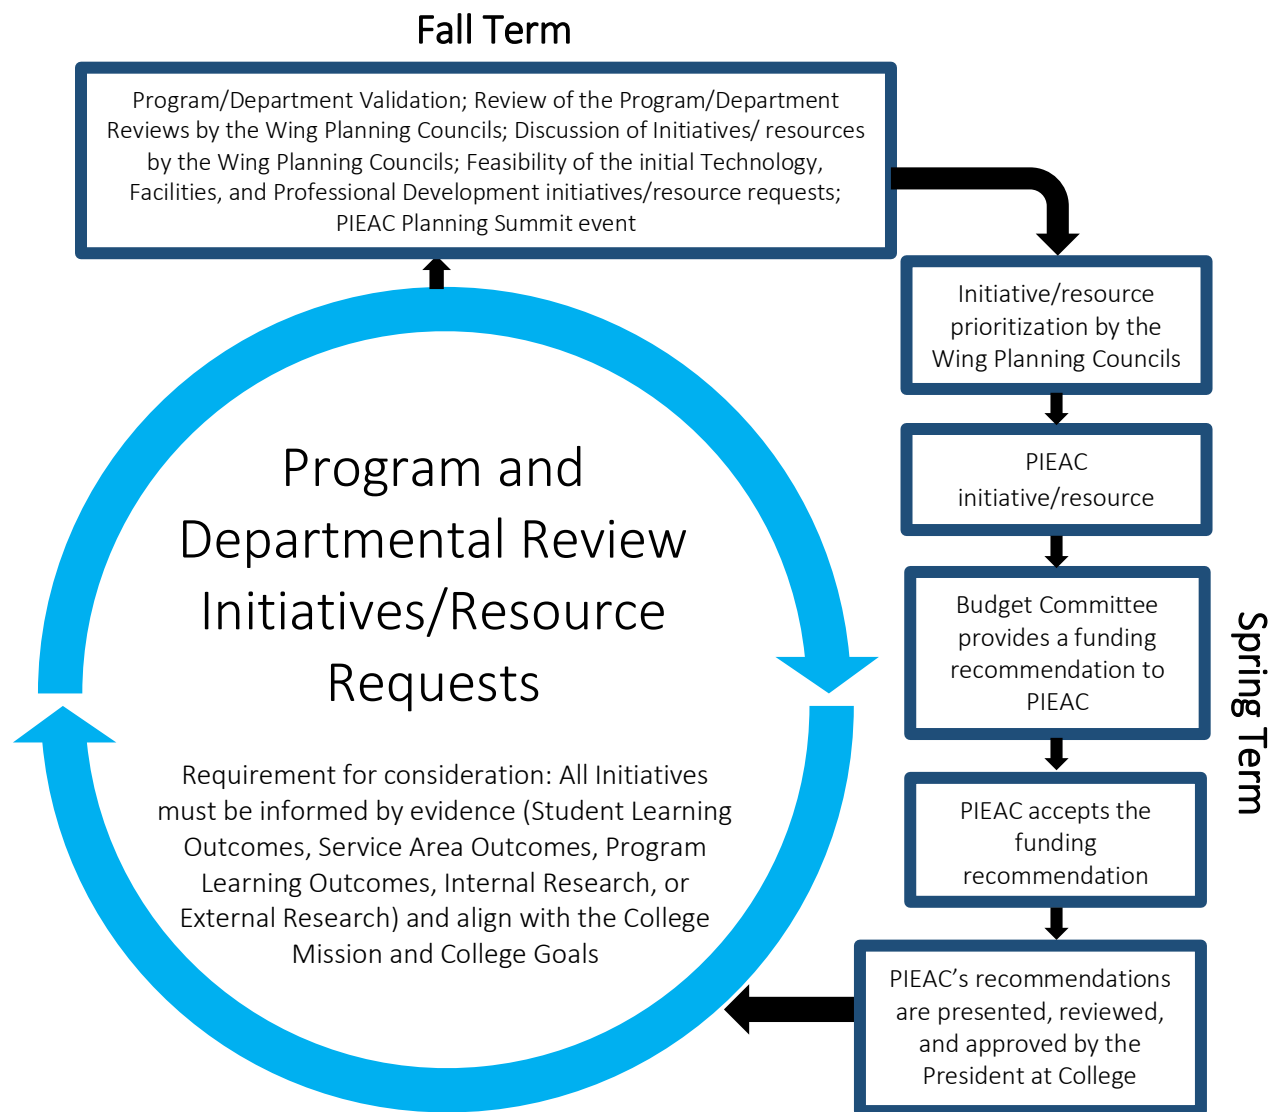 Fall Term
Program/Department Validation; Review of the Program/Department
Reviews by the Wing Planning Councils; Discussion of Initiatives/ resources
by the Wing Planning Councils; Feasibility of the initial Technology,
Facilities, and Professional Development initiatives/resource requests;
PIEAC Planning Summit event
Initiative/resource
prioritization by the
Wing Planning Councils
PIEAC
initiative/resource
Budget Committee
provides a funding
recommendation to
PIEAC
PIEAC accepts the
funding
recommendation
PIEAC’s recommendations
are presented, reviewed,
and approved by the
President at College
Spring Term
Program and
Departmental Review
Initiatives/Resource
Requests
Requirement for consideration: All Initiatives
must be informed by evidence (Student Learning
Outcomes, Service Area Outcomes, Program
Learning Outcomes, Internal Research, or
External Research) and align with the College
Mission and College Goals